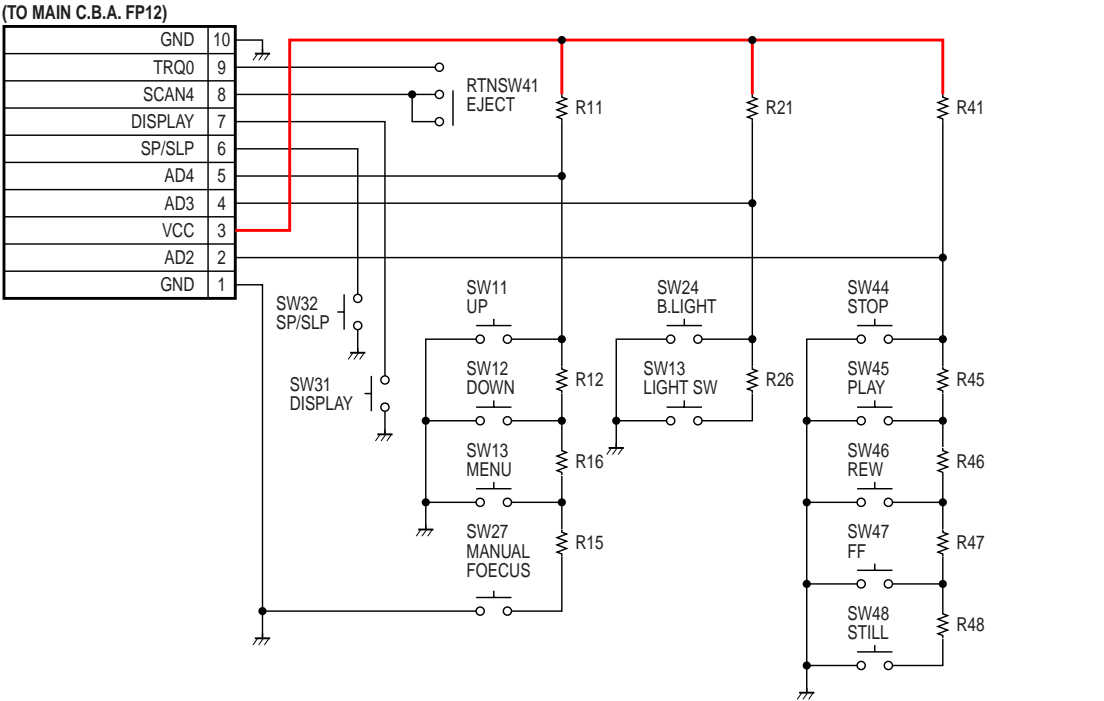 (TO MAIN C.B.A. FP12)
GND 10
TRQ0 9
SCAN4 8
DISPLAY 7
SP/SLP 6
AD4 5
AD3 4
VCC 3
AD2 2
GND 1
RTNSW41
EJECT
R11
R21
R41
SW32
SP/SLP
SW31
DISPLAY
SW11
UP
SW12
DOWN
R12
SW13
MENU
R16
SW27
MANUAL
FOECUS
R15
SW24
B.LIGHT
SW13
LIGHT SW
R26
SW44
STOP
SW45
PLAY
R45
SW46
REW
R46
SW47
FF
R47
SW48
STILL
R48